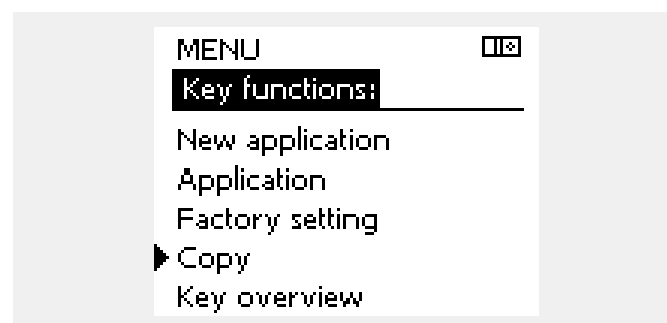 MENU
Key functions:
New application
Application
Factory setting
Copy
Key overview